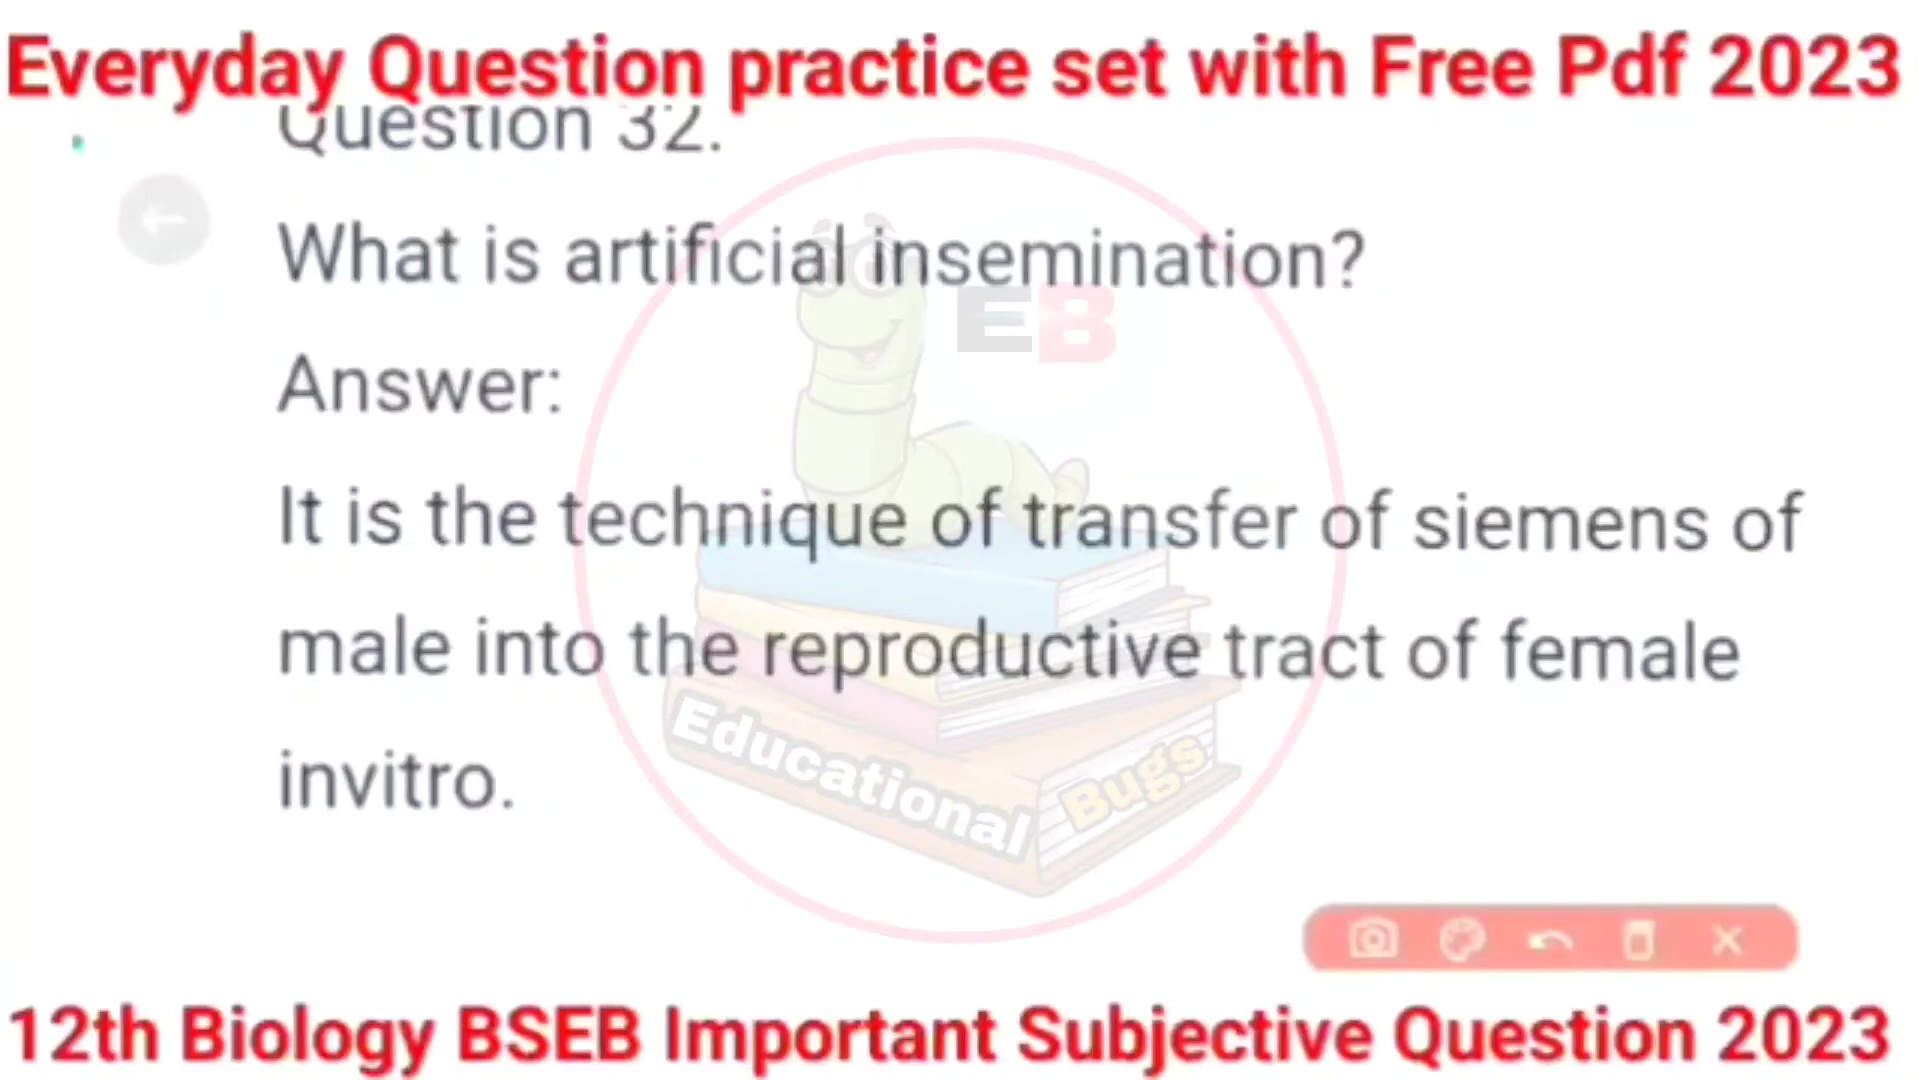 Everyday Question practice set with Free Pdf 2023
Question 32.
What is artificial insemination?
EB
Answer:
It is the technique of transfer of siemens of
male into the reproductive tract of female
invitro.
Educational Bugs
12th Biology BSEB Important Subjective Question 2023